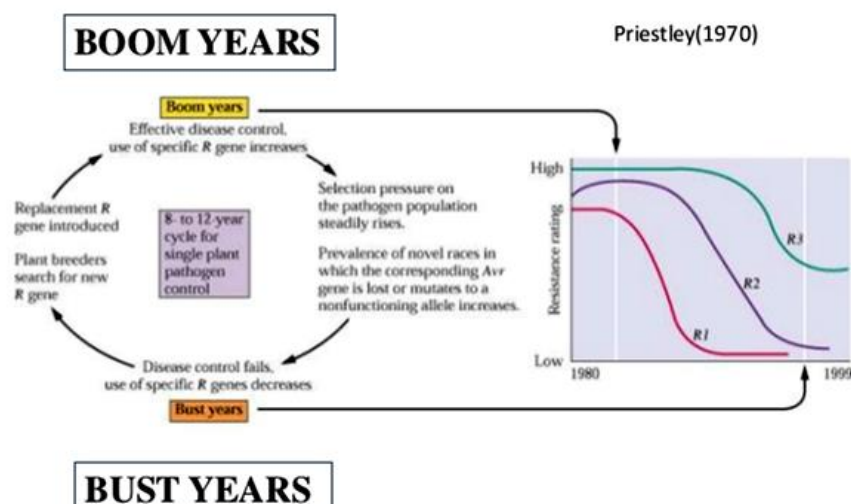 BOOM YEARS
Priestley(1970)
Boom years
Effective disease control,
use of specific R gene increases
Selection pressure on
the pathogen population
steadily rises.
Prevalence of novel races in
which the corresponding Avr
gene is lost or mutates to a
nonfunctioning allele increases.
Disease control fails,
use of specific R genes decreases
Bust years
Replacement R
gene introduced
Plant breeders
search for new
R gene
8- to 12-year
cycle for
single plant
pathogen
control
High
Resistance rating
Low
R1
R2
R3
1980
1999
BUST YEARS